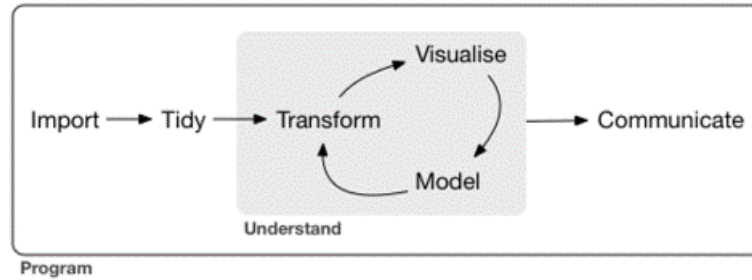 Visualise
Import Tidy Transform Communicate
Model
Understand
Program